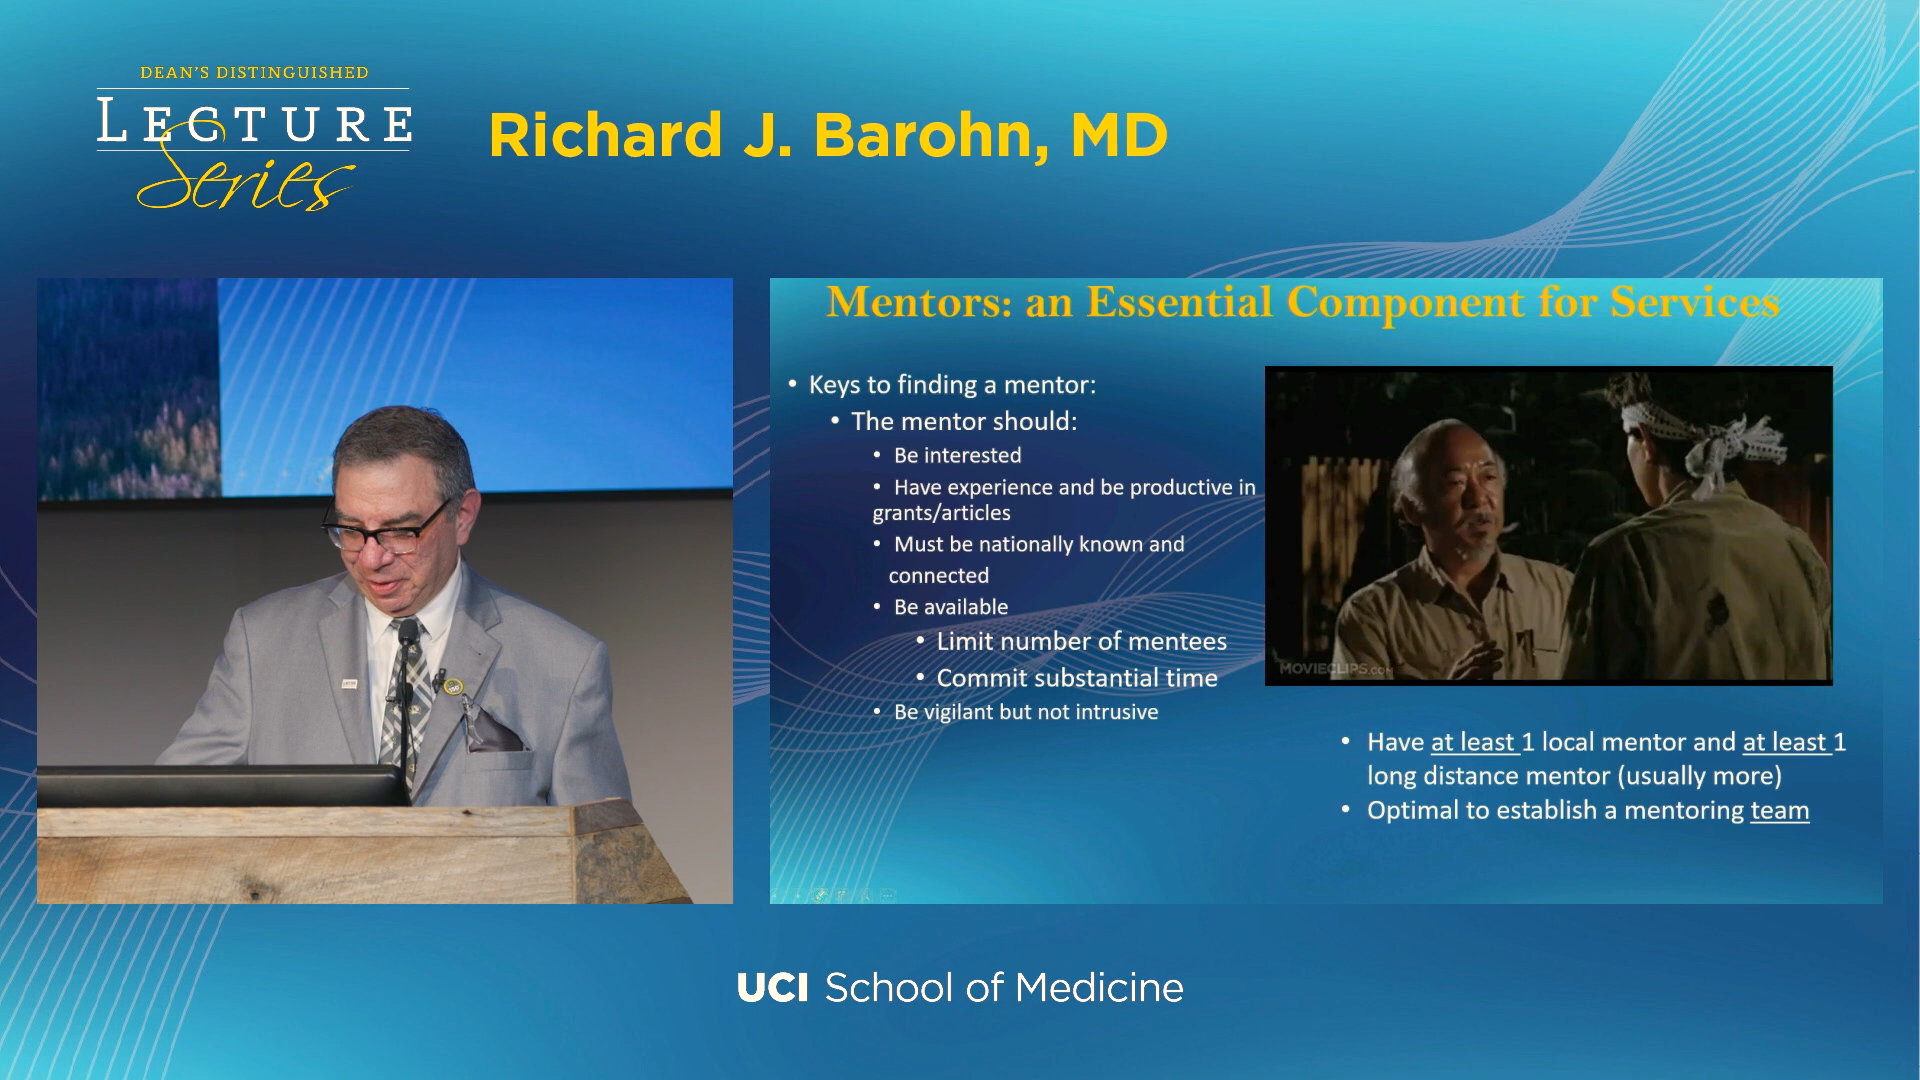 DEAN'S DISTINGUISHED
LECTURE
Series
Richard J. Barohn, MD
Mentors: an Essential Component for Services
• Keys to finding a mentor:
• The mentor should:
• Be interested
• Have experience and be productive in
grants/articles
• Must be nationally known and
connected
• Be available
• Limit number of mentees
• Commit substantial time
• Be vigilant but not intrusive
MOVIECLIPS.COM
• Have at least 1 local mentor and at least 1
long distance mentor (usually more)
• Optimal to establish a mentoring team
UCI School of Medicine